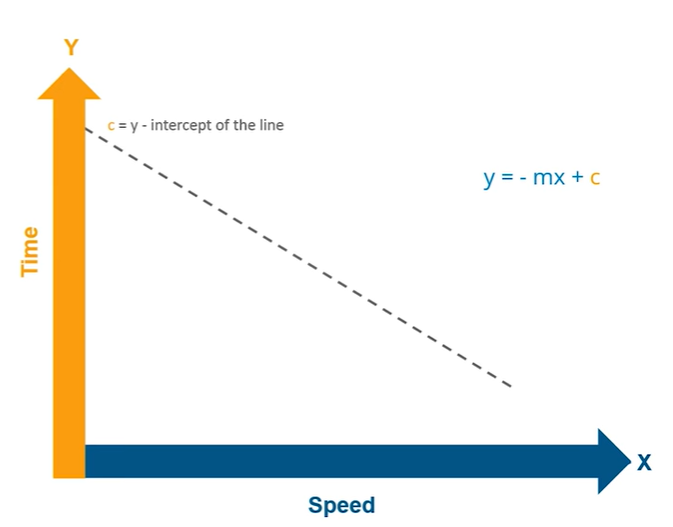 Y
c = y - intercept of the line
y = - mx + c
Time
X
Speed